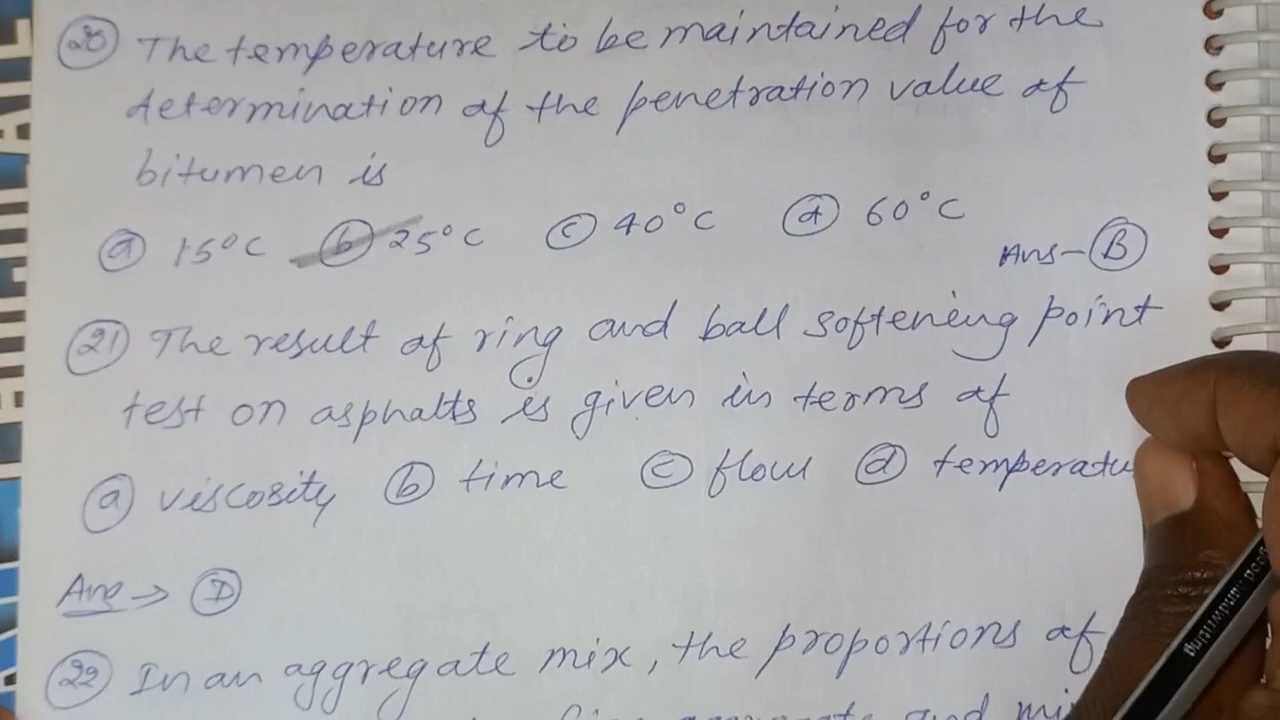 20 The temperature to be maintained for the
determination of the penetration value of
bitumen is
a 15°C b 25°C c 40°C d 60°C
Ans- B
21 The result of ring and ball softening point
test on asphalts is given in terms of
a viscosity b time c flow d temperatu
Ans → D
22 In an aggregate mix, the proportions of
and